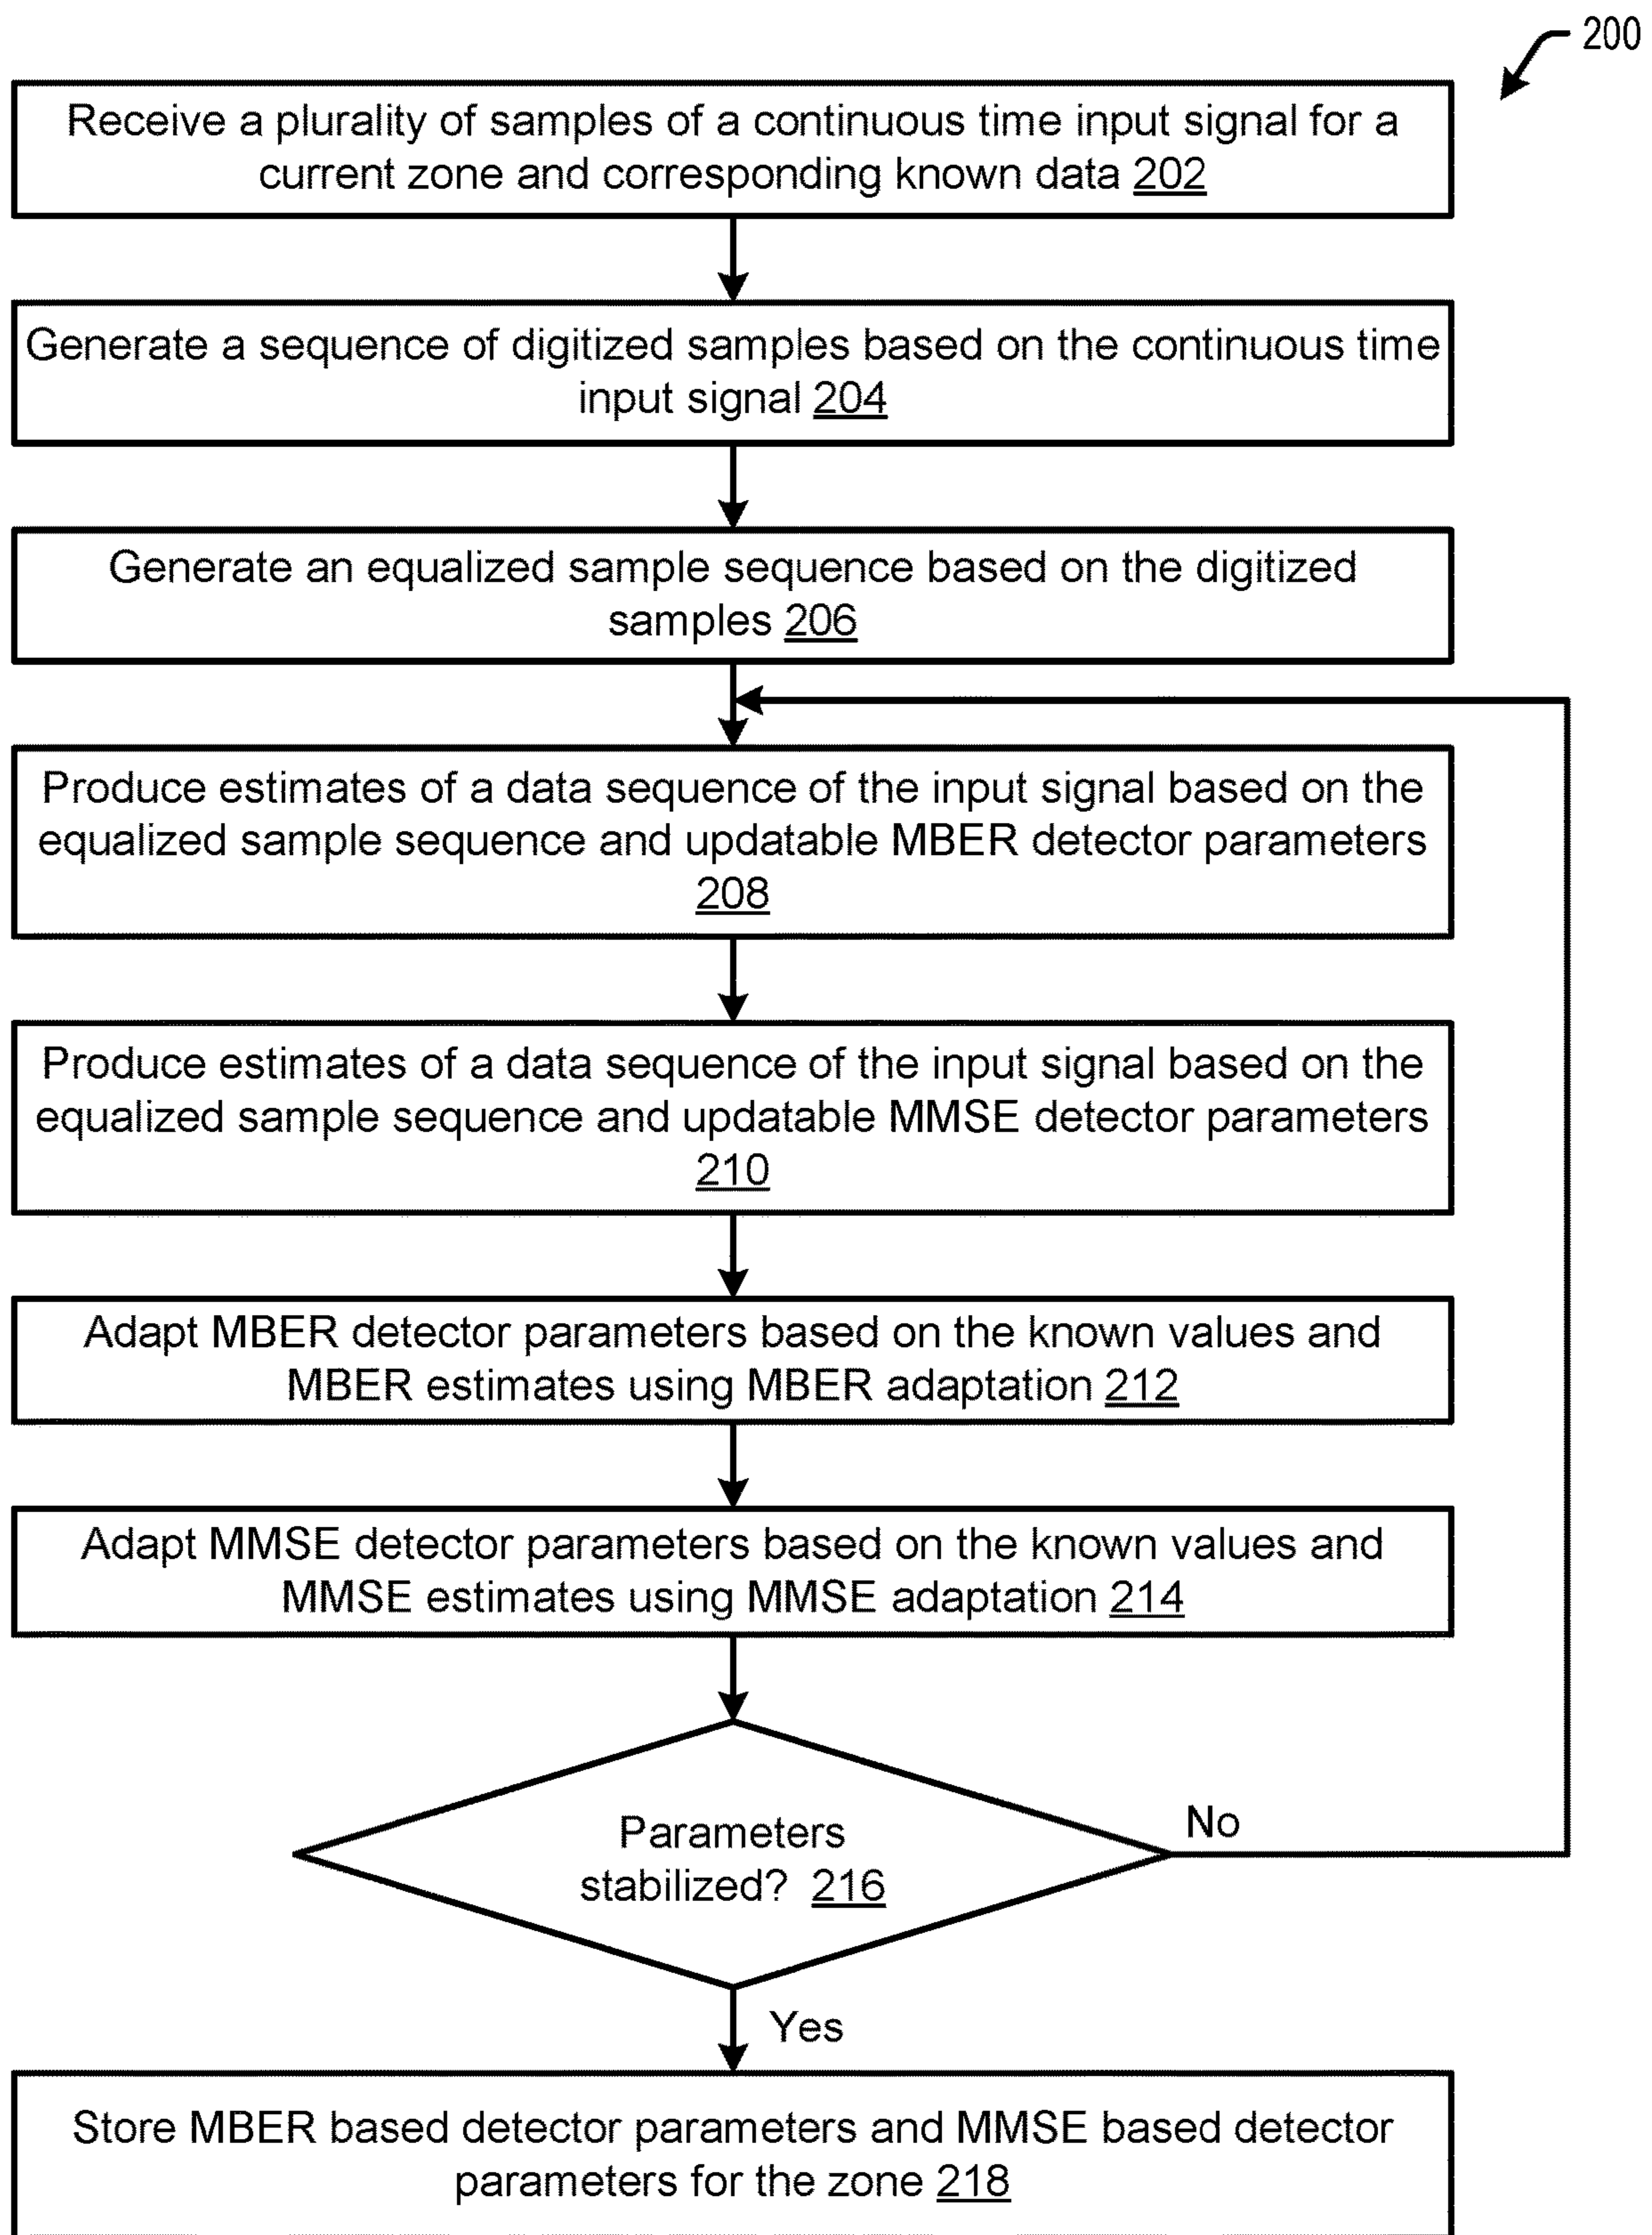 200
Receive a plurality of samples of a continuous time input signal for a
current zone and corresponding known data 202
Generate a sequence of digitized samples based on the continuous time
input signal 204
Generate an equalized sample sequence based on the digitized
samples 206
Produce estimates of a data sequence of the input signal based on the
equalized sample sequence and updatable MBER detector parameters
208
Produce estimates of a data sequence of the input signal based on the
equalized sample sequence and updatable MMSE detector parameters
210
Adapt MBER detector parameters based on the known values and
MBER estimates using MBER adaptation 212
Adapt MMSE detector parameters based on the known values and
MMSE estimates using MMSE adaptation 214
No
Parameters
stabilized? 216
Yes
Store MBER based detector parameters and MMSE based detector
parameters for the zone 218